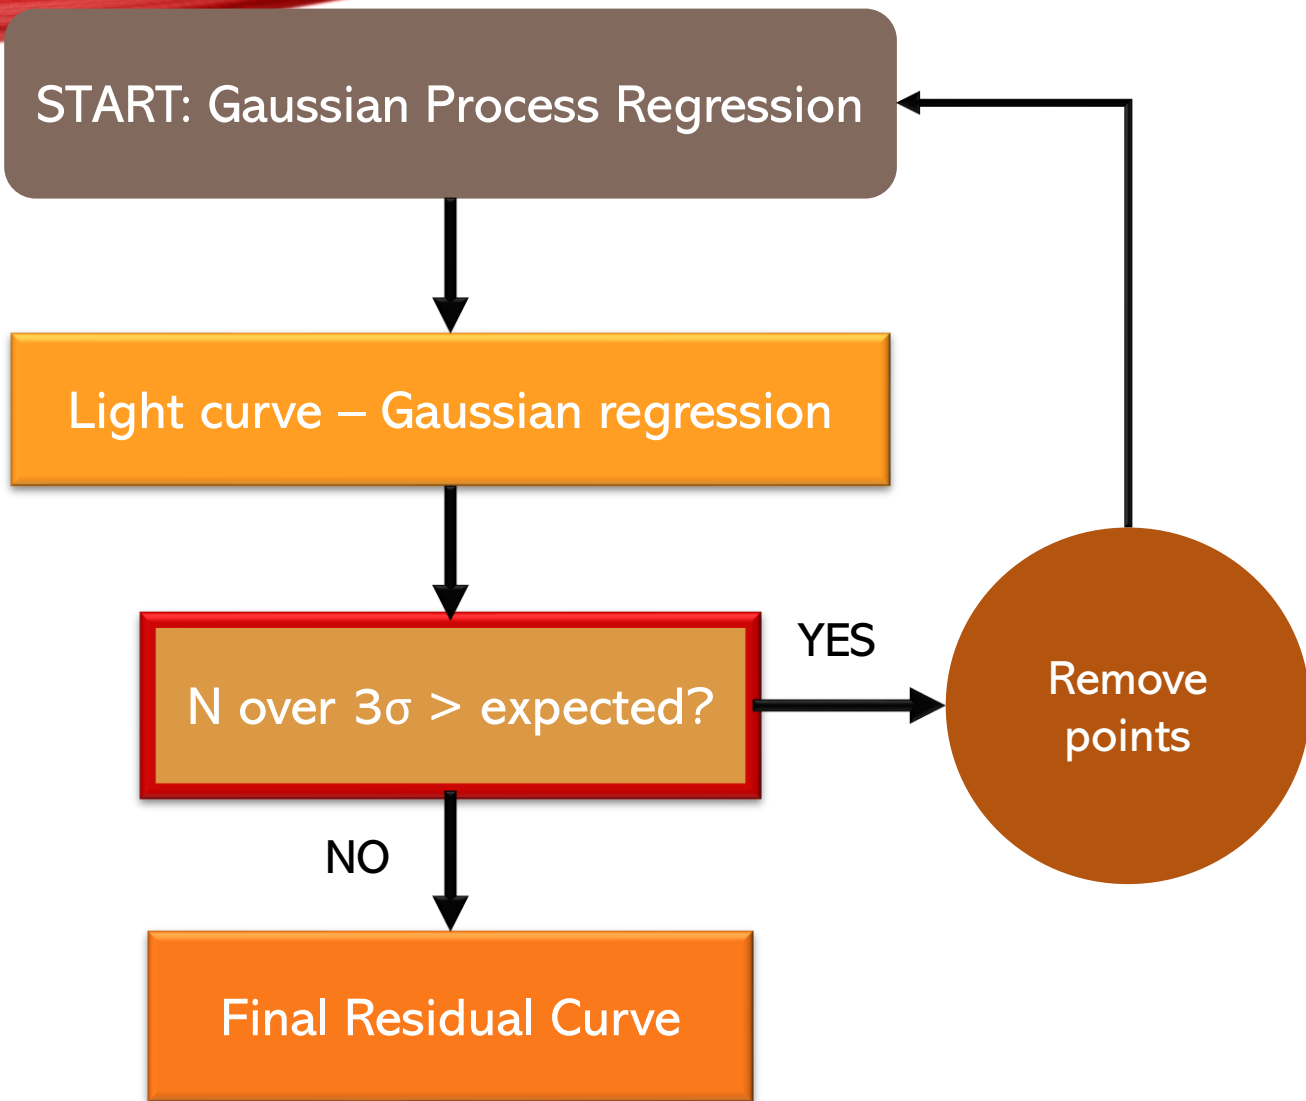 START: Gaussian Process Regression
Light curve – Gaussian regression
N over 3σ > expected?
YES
Remove
points
NO
Final Residual Curve